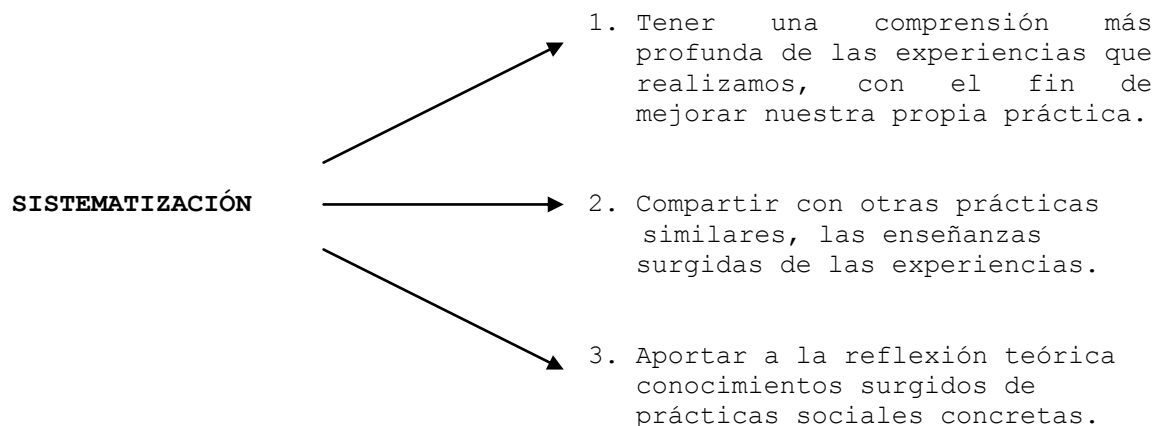 1. Tener una comprensión más
profunda de las experiencias que
realizamos, con el fin de
mejorar nuestra propia práctica.
SISTEMATIZACIÓN
2. Compartir con otras prácticas
similares, las enseñanzas
surgidas de las experiencias.
3. Aportar a la reflexión teórica
conocimientos surgidos de
prácticas sociales concretas.